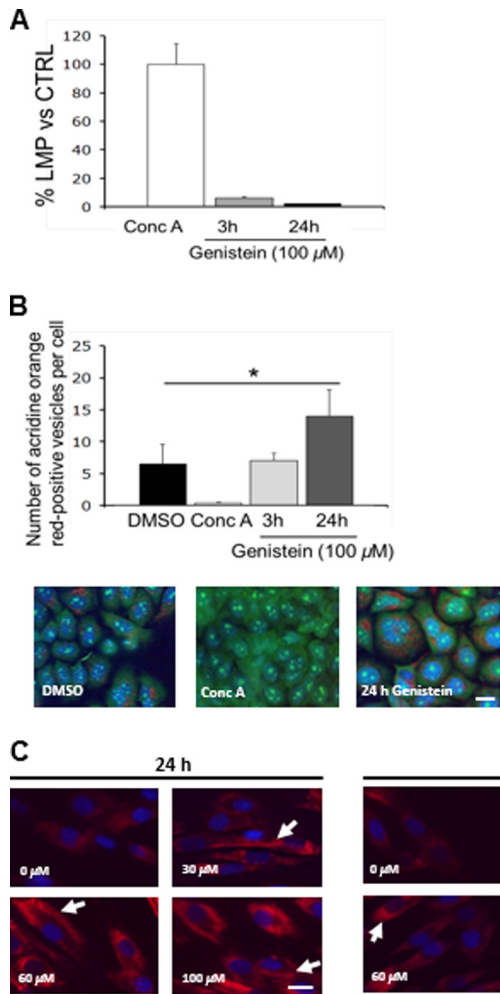 A
% LMP vs CTRL
120
100
80
60
40
20
0
Conc A 3h 24h
Genistein (100 µM)
B
Number of acridine orange
red-positive vesicles per cell
25
20
15
10
5
0
*
DMSO Conc A 3h 24h
Genistein (100 µM)
DMSO
Conc A
24 h Genistein
C
24 h
0 µM
30 µM
0 µM
60 µM
100 µM
60 µM